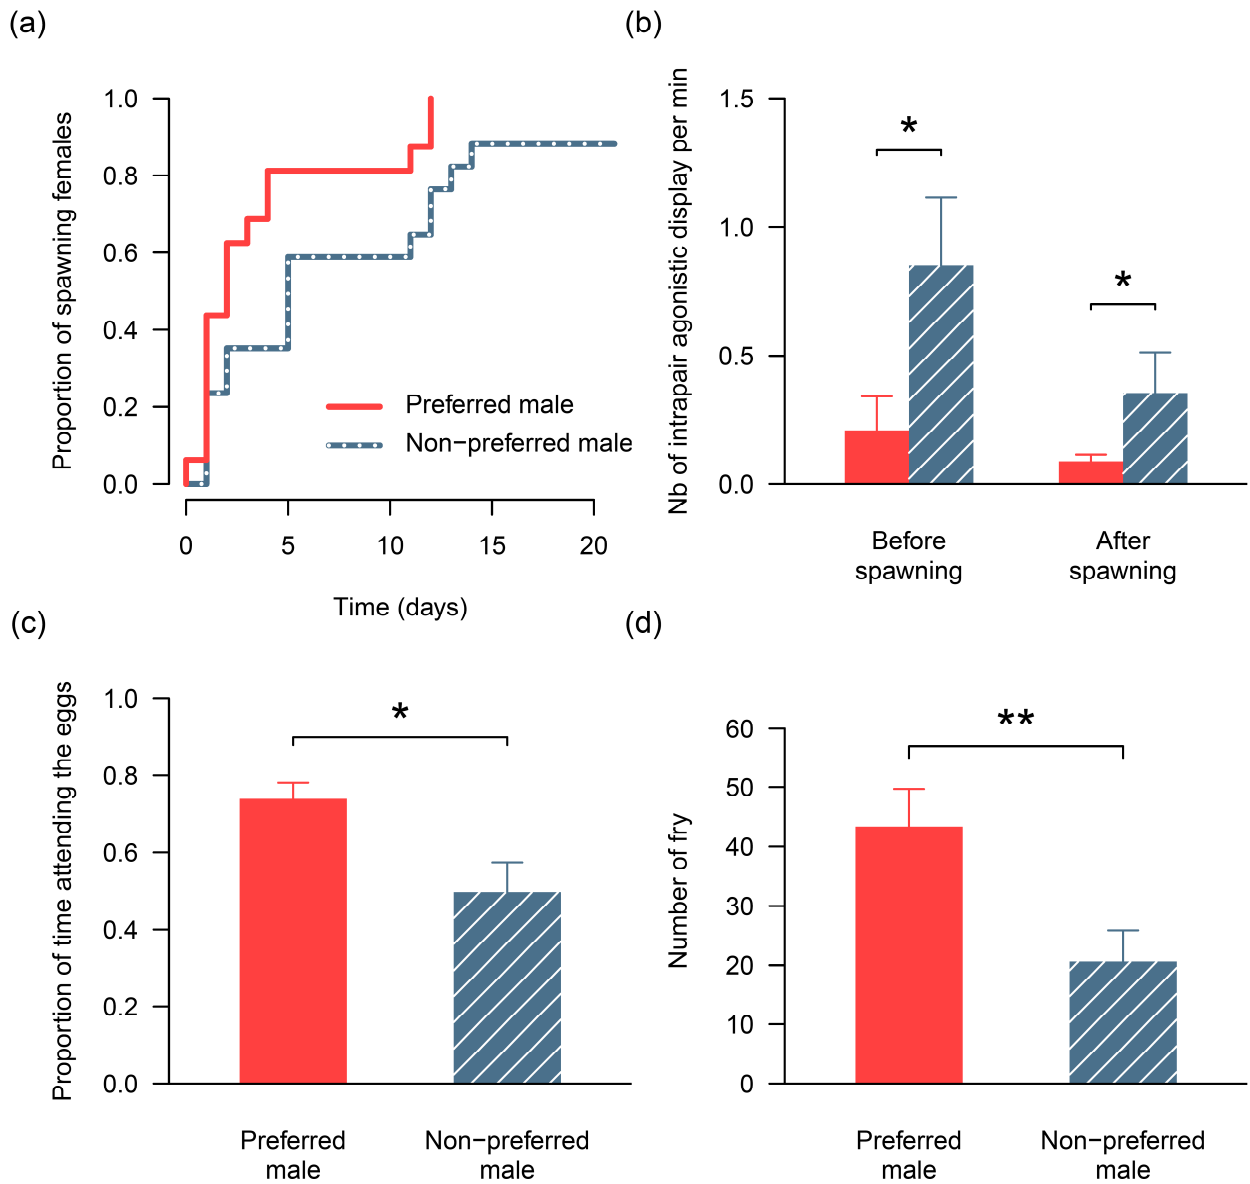 (a)
Proportion of spawning females
1.0
0.8
0.6
0.4
0.2
0.0
Preferred male
Non−preferred male
0 5 10 15 20
Time (days)
(b)
Nb of intrapair agonistic display per min
1.5
1.0
0.5
0.0
*
*
Before
spawning
After
spawning
(c)
Proportion of time attending the eggs
1.0
0.8
0.6
0.4
0.2
0.0
*
Preferred
male
Non−preferred
male
(d)
Number of fry
60
50
40
30
20
10
0
**
Preferred
male
Non−preferred
male